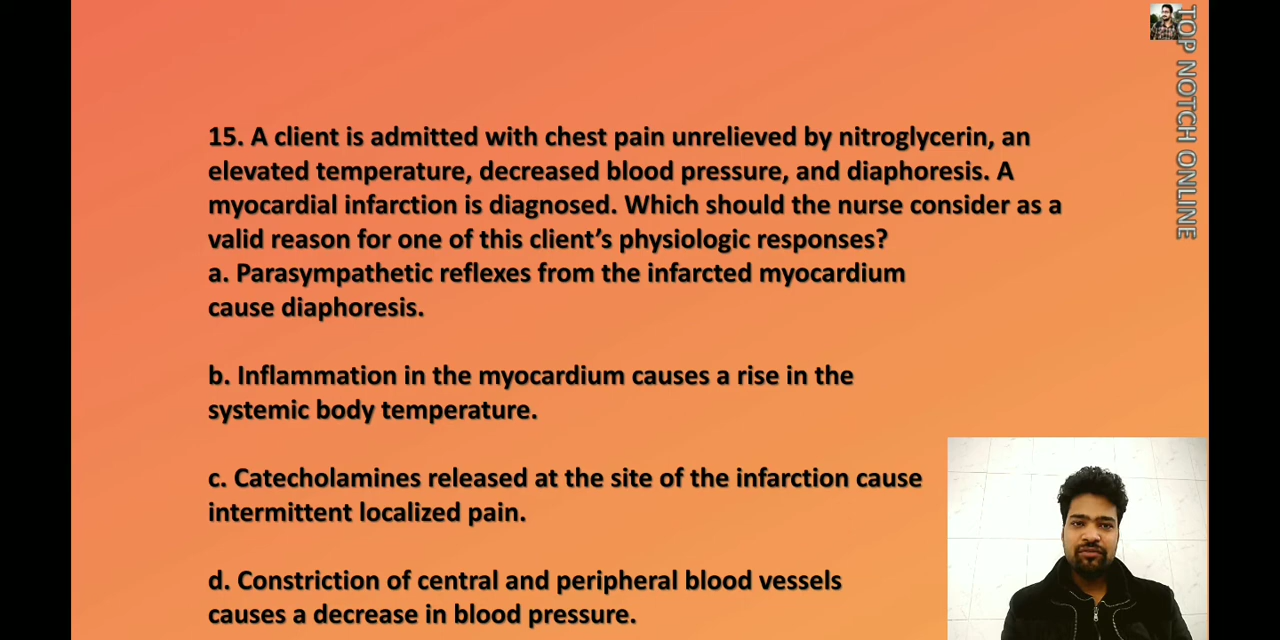 15. A client is admitted with chest pain unrelieved by nitroglycerin, an
elevated temperature, decreased blood pressure, and diaphoresis. A
myocardial infarction is diagnosed. Which should the nurse consider as a
valid reason for one of this client’s physiologic responses?
a. Parasympathetic reflexes from the infarcted myocardium
cause diaphoresis.
b. Inflammation in the myocardium causes a rise in the
systemic body temperature.
c. Catecholamines released at the site of the infarction cause
intermittent localized pain.
d. Constriction of central and peripheral blood vessels
causes a decrease in blood pressure.
TOP NOTCH ONLINE